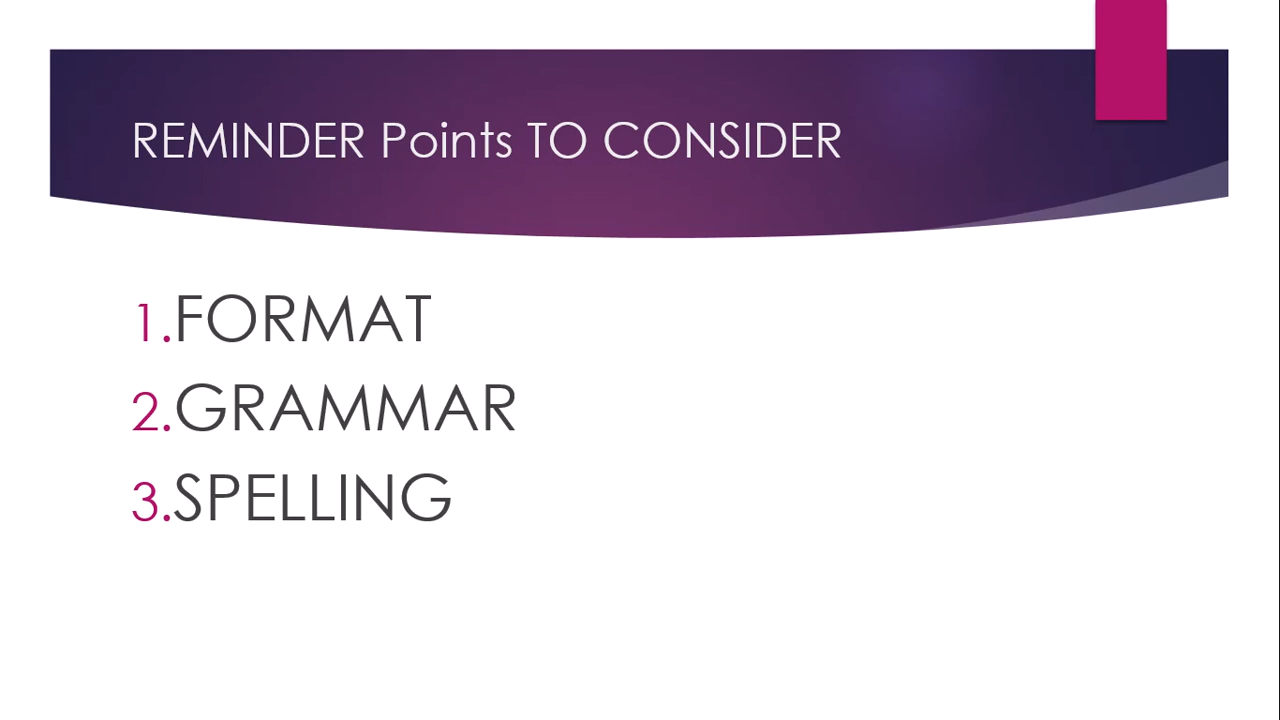 REMINDER Points TO CONSIDER
1.FORMAT
2.GRAMMAR
3.SPELLING